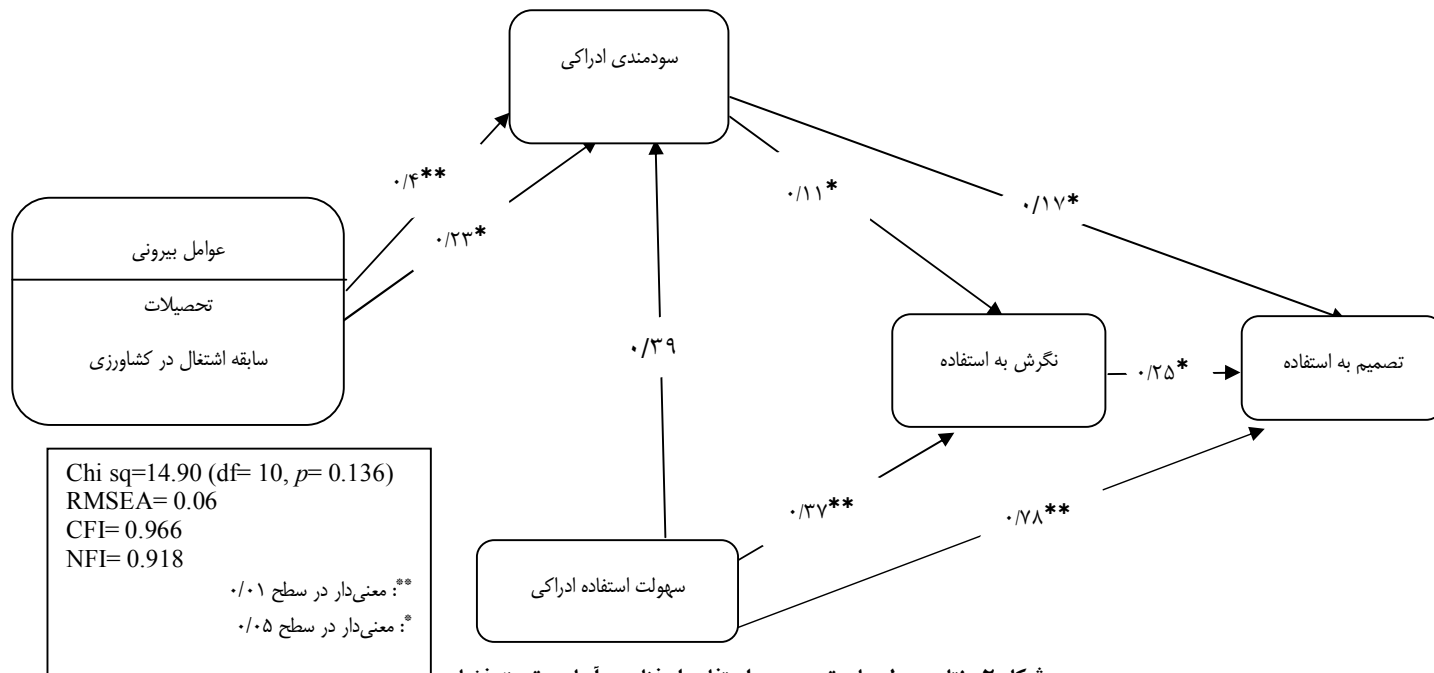 سودمندی ادراکی
۰/۴**
۰/۲۳*
۰/۱۱*
۰/۱۷*
عوامل بیرونی
تحصیلات
سابقه اشتغال در کشاورزی
۰/۳۹
نگرش به استفاده
۰/۲۵*
تصمیم به استفاده
۰/۳۷**
۰/۷۸**
سهولت استفاده ادراکی
Chi sq=14.90 (df= 10, p= 0.136)
RMSEA= 0.06
CFI= 0.966
NFI= 0.918
**: معنی‌دار در سطح ۰/۰۱
*: معنی‌دار در سطح ۰/۰۵